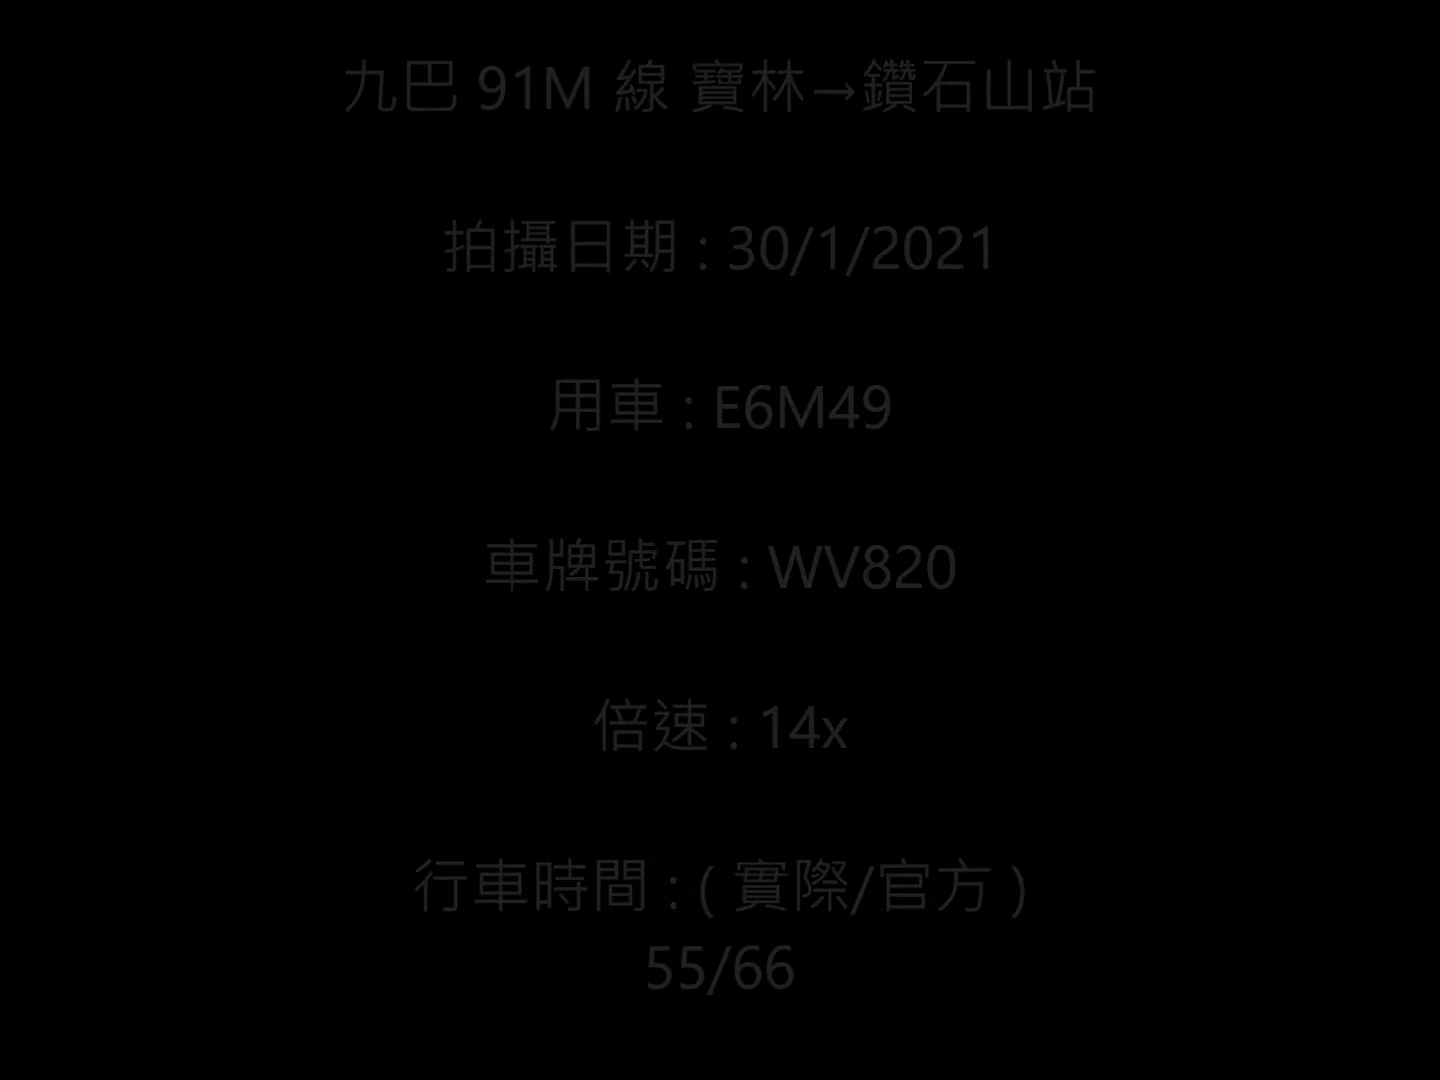 九巴 91M 線 寶林→鑽石山站
拍攝日期 : 30/1/2021
用車 : E6M49
車牌號碼 : WV820
倍速 : 14x
行車時間 : ( 實際/官方 )
55/66